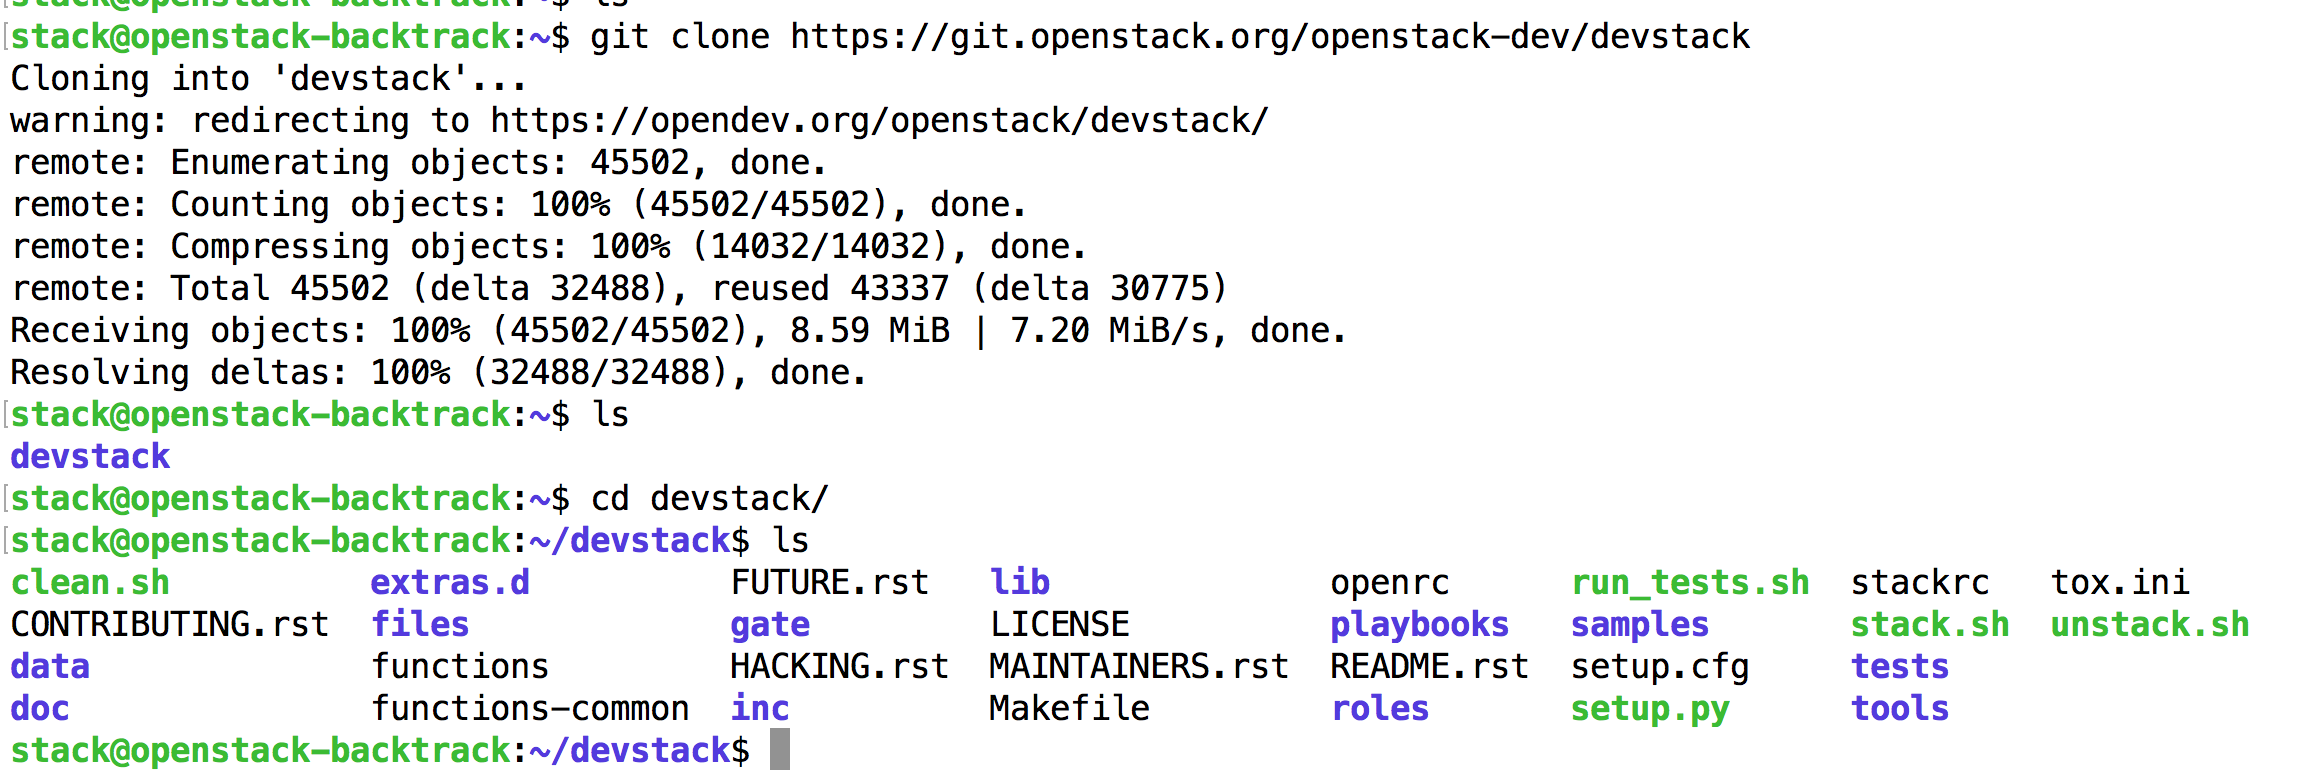 stack@openstack-backtrack:~$ ls
stack@openstack-backtrack:~$ git clone https://git.openstack.org/openstack-dev/devstack
Cloning into 'devstack'...
warning: redirecting to https://opendev.org/openstack/devstack/
remote: Enumerating objects: 45502, done.
remote: Counting objects: 100% (45502/45502), done.
remote: Compressing objects: 100% (14032/14032), done.
remote: Total 45502 (delta 32488), reused 43337 (delta 30775)
Receiving objects: 100% (45502/45502), 8.59 MiB | 7.20 MiB/s, done.
Resolving deltas: 100% (32488/32488), done.
stack@openstack-backtrack:~$ ls
devstack
stack@openstack-backtrack:~$ cd devstack/
stack@openstack-backtrack:~/devstack$ ls
clean.sh extras.d FUTURE.rst lib openrc run_tests.sh stackrc tox.ini
CONTRIBUTING.rst files gate LICENSE playbooks samples stack.sh unstack.sh
data functions HACKING.rst MAINTAINERS.rst README.rst setup.cfg tests
doc functions-common inc Makefile roles setup.py tools
stack@openstack-backtrack:~/devstack$